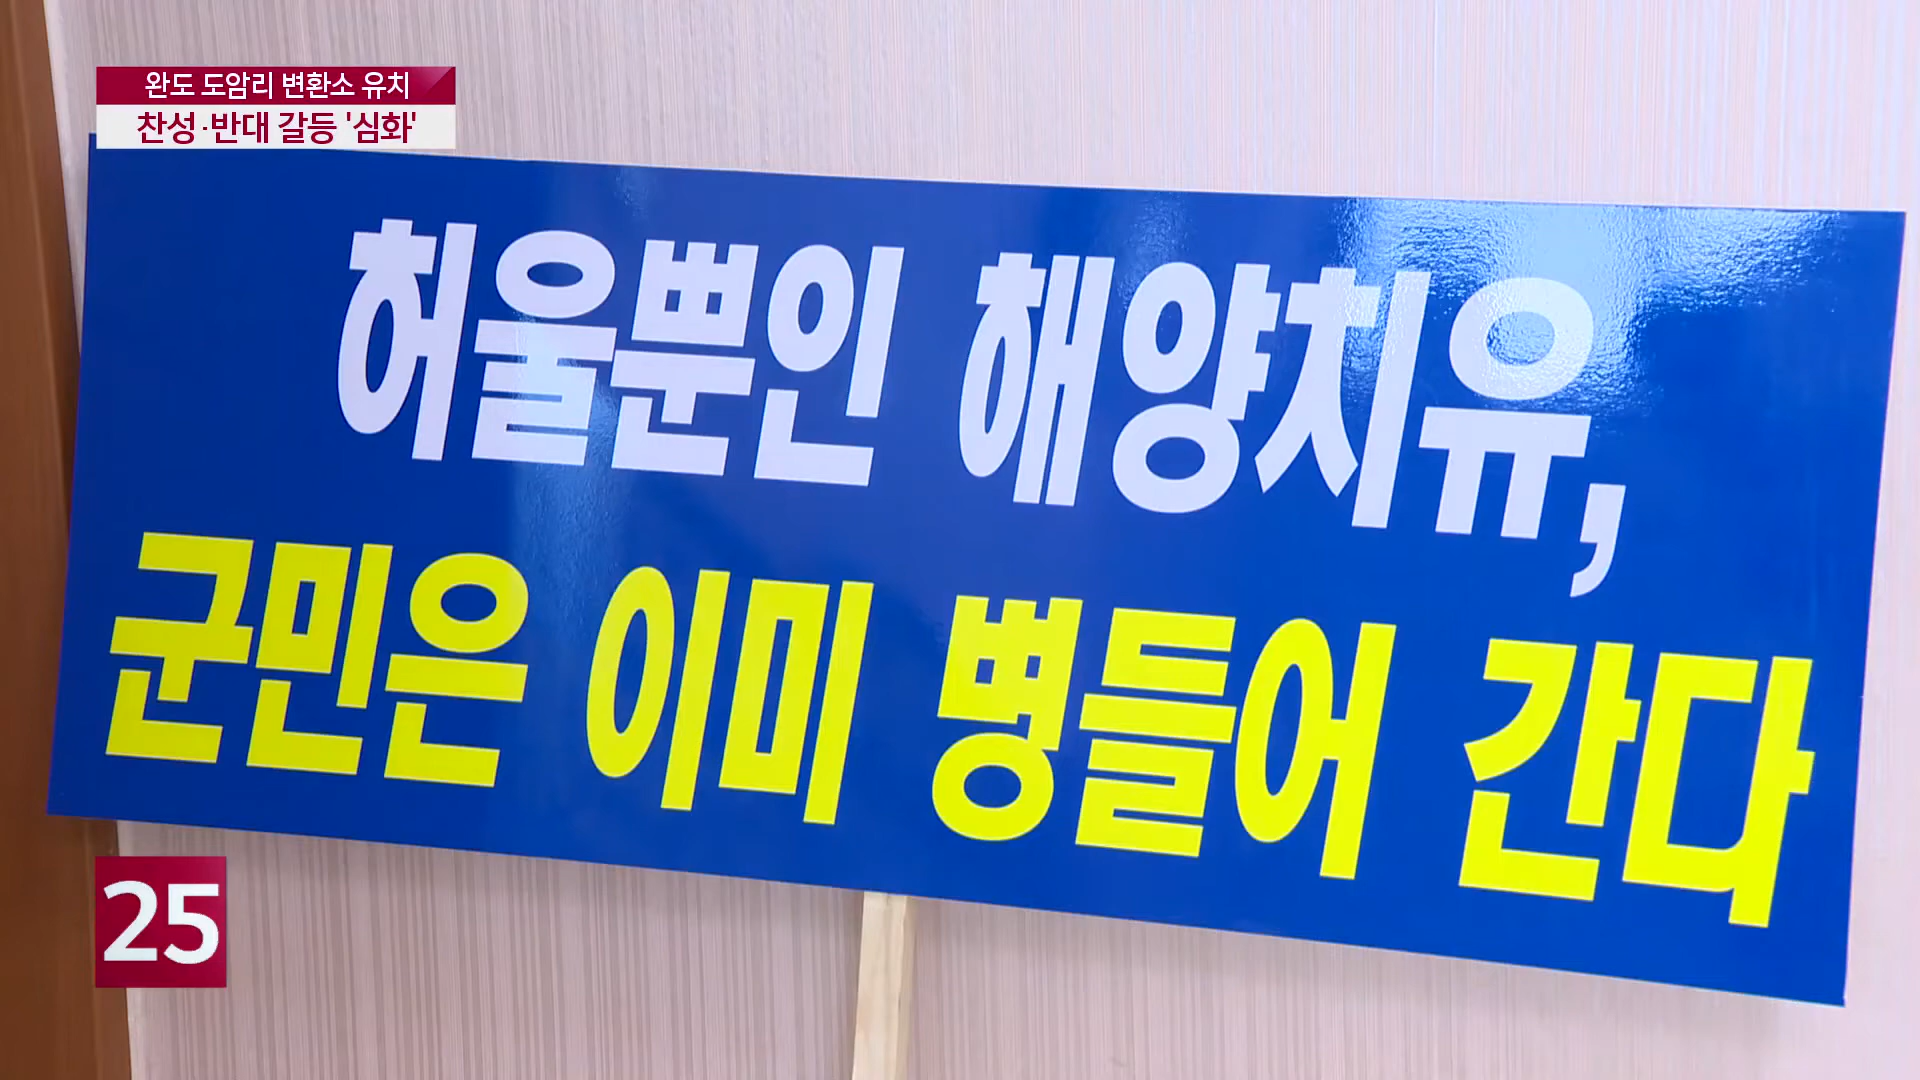 완도 도암리 변환소 유치
찬성·반대 갈등 '심화'
허울뿐인 해양치유,
군민은 이미 병들어 간다
25